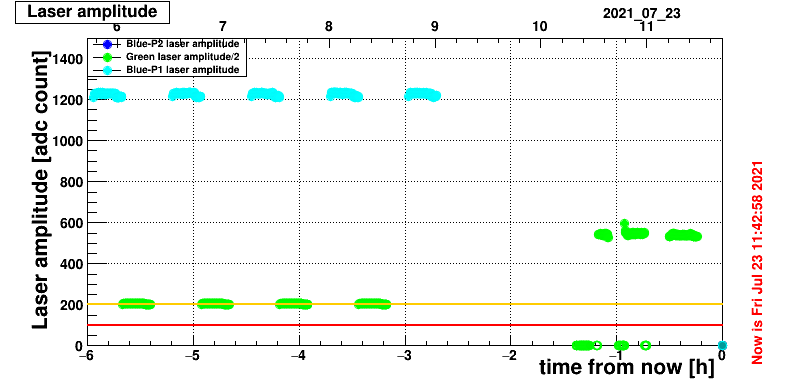 Laser amplitude
2021_07_23
6 7 8 9 10 11
Blue-P2 laser amplitude
Green laser amplitude/2
Blue-P1 laser amplitude
Laser amplitude [adc count]
1400
1200
1000
800
600
400
200
0
−6 −5 −4 −3 −2 −1 0
time from now [h]
Now is Fri Jul 23 11:42:58 2021